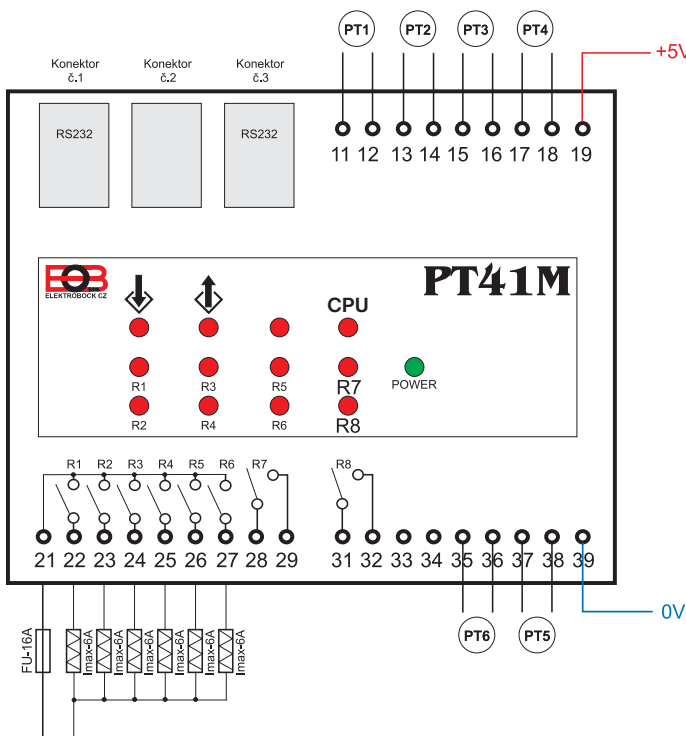 PT1 PT2 PT3 PT4
+5V
Konektor č.1
Konektor č.2
Konektor č.3
RS232 RS232
11 12 13 14 15 16 17 18 19
EOB
ELEKTROBOCK CZ
PT41M
CPU
R1 R3 R5 R7 POWER
R2 R4 R6 R8
R1 R2 R3 R4 R5 R6 R7 R8
21 22 23 24 25 26 27 28 29 31 32 33 34 35 36 37 38 39
0V
PT6 PT5
FU-16A
Imax-6A
Imax-6A
Imax-6A
Imax-6A
Imax-6A
Imax-6A